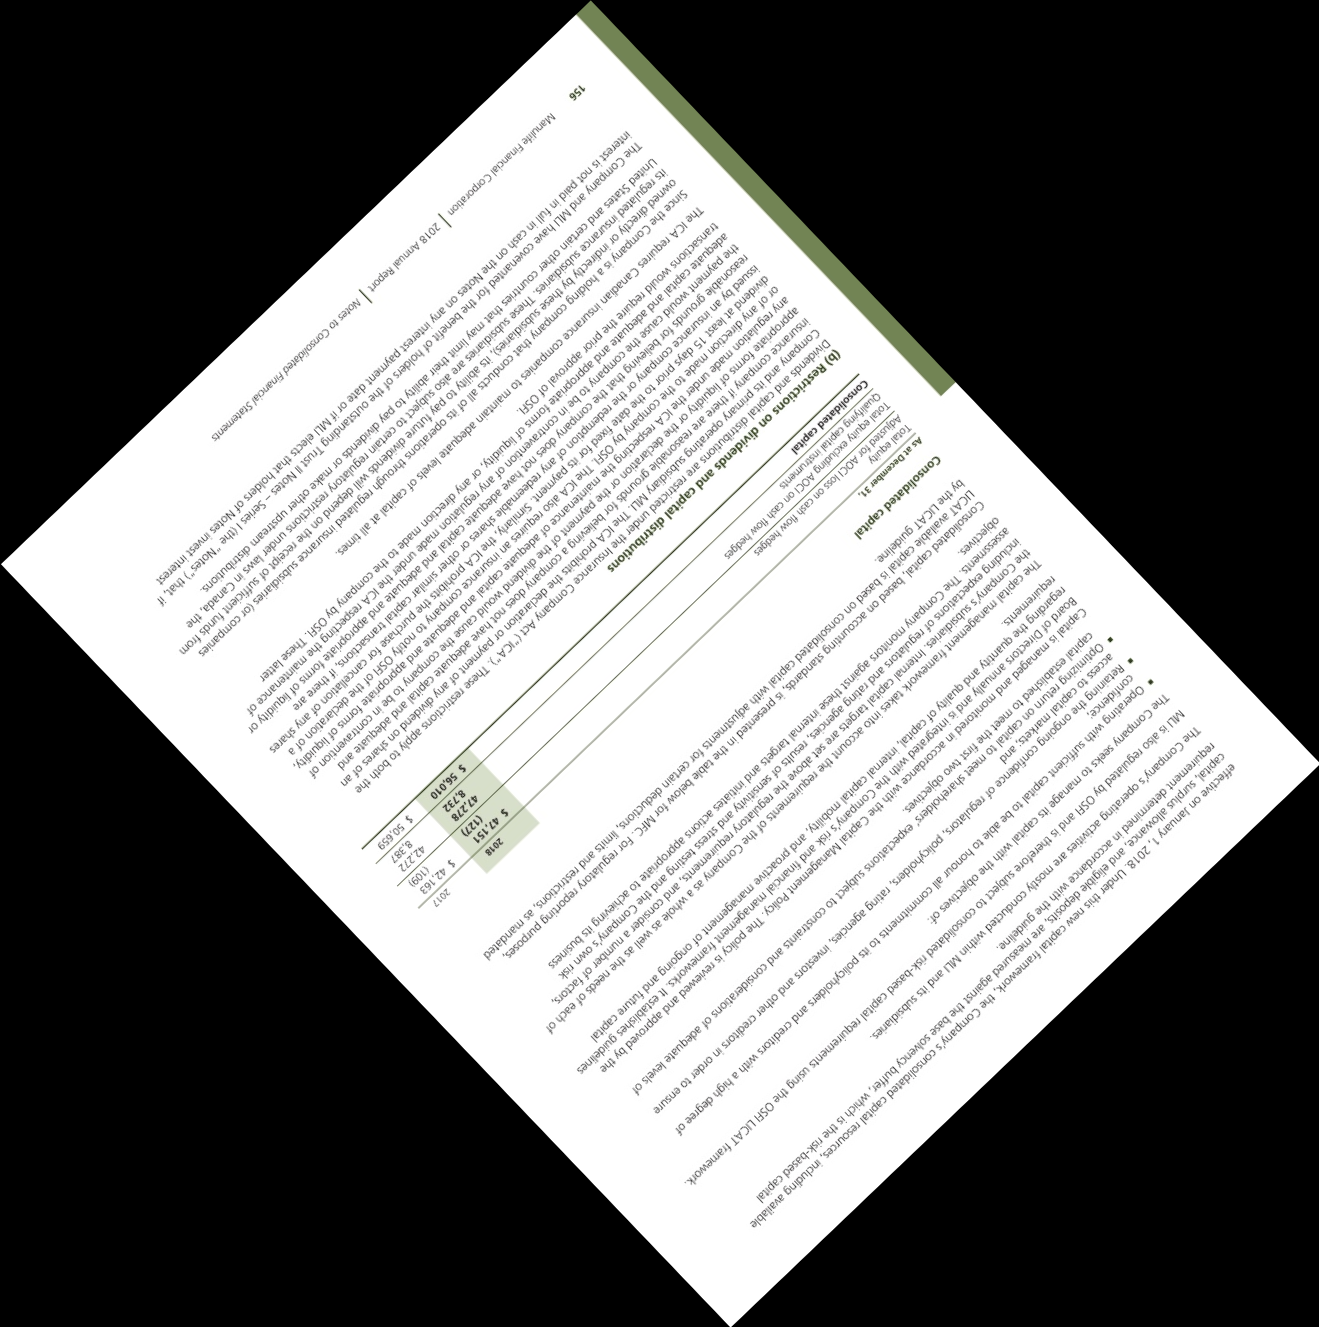 effective on January 1, 2018. Under this new capital framework, the Company's consolidated capital resources, including available
capital, surplus allowance, and eligible deposits, are measured against the base solvency buffer, which is the risk-based capital
requirement determined in accordance with the guideline.
The Company's operating activities are mostly conducted within MLI and its subsidiaries.
MLI is also regulated by OSFI and is therefore subject to consolidated risk-based capital requirements using the OSFI LICAT framework.
The Company seeks to manage its capital with the objectives of:
▪ Operating with sufficient capital to be able to honour all commitments to its policyholders and creditors with a high degree of
confidence;
▪ Retaining the ongoing confidence of regulators, policyholders, rating agencies, investors and other creditors in order to ensure
access to capital markets; and
▪ Optimizing return on capital to meet shareholders' expectations subject to constraints and considerations of adequate levels of
capital established to meet the first two objectives.
Capital is managed and monitored in accordance with the Capital Management Policy. The policy is reviewed and approved by the
Board of Directors annually and is integrated with the Company's risk and financial management frameworks. It establishes guidelines
regarding the quantity and quality of capital, internal capital mobility, and proactive management of ongoing and future capital
requirements.
The capital management framework takes into account the requirements of the Company as a whole as well as the needs of each of
the Company's subsidiaries. Internal capital targets are set above the regulatory requirements, and consider a number of factors,
including expectations of regulators and rating agencies, results of sensitivity and stress testing and the Company's own risk
assessments. The Company monitors against these internal targets and initiates actions appropriate to achieving its business
objectives.
Consolidated capital, based on accounting standards, is presented in the table below for MFC. For regulatory reporting purposes,
LICAT available capital is based on consolidated capital with adjustments for certain deductions, limits and restrictions, as mandated
by the LICAT guideline.
Consolidated capital
As at December 31, 2018 2017
Total equity $ 47,151 $ 42,163
Adjusted for AOCI loss on cash flow hedges (127) (109)
Total equity excluding AOCI on cash flow hedges 47,278 42,272
Qualifying capital instruments 8,732 8,387
Consolidated capital $ 56,010 $ 50,659
(b) Restrictions on dividends and capital distributions
Dividends and capital distributions are restricted under the Insurance Company Act ("ICA"). These restrictions apply to both the
Company and its primary operating subsidiary MLI. The ICA prohibits the declaration or payment of any dividend on shares of an
insurance company if there are reasonable grounds for believing a company does not have adequate capital and adequate and
appropriate forms of liquidity or the declaration or the payment of the dividend would cause the company to be in contravention of
any regulation made under the ICA respecting the maintenance of adequate capital and adequate and appropriate forms of liquidity,
or of any direction made to the company by OSFI. The ICA also requires an insurance company to notify OSFI of the declaration of a
dividend at least 15 days prior to the date fixed for its payment. Similarly, the ICA prohibits the purchase for cancellation of any shares
issued by an insurance company or the redemption of any redeemable shares or other similar capital transactions, if there are
reasonable grounds for believing that the company does not have adequate capital and adequate and appropriate forms of liquidity or
the payment would cause the company to be in contravention of any regulation made under the ICA respecting the maintenance of
adequate capital and adequate and appropriate forms of liquidity, or any direction made to the company by OSFI. These latter
transactions would require the prior approval of OSFI.
The ICA requires Canadian insurance companies to maintain adequate levels of capital at all times.
Since the Company is a holding company that conducts all of its operations through regulated insurance subsidiaries (or companies
owned directly or indirectly by these subsidiaries), its ability to pay future dividends will depend on the receipt of sufficient funds from
its regulated insurance subsidiaries. These subsidiaries are also subject to certain regulatory restrictions under laws in Canada, the
United States and certain other countries that may limit their ability to pay dividends or make other upstream distributions.
The Company and MLI have covenanted for the benefit of holders of the outstanding Trust II Notes – Series I (the "Notes") that, if
interest is not paid in full in cash on the Notes on any interest payment date or if MLI elects that holders of Notes invest interest
156 Manulife Financial Corporation | 2018 Annual Report | Notes to Consolidated Financial Statements